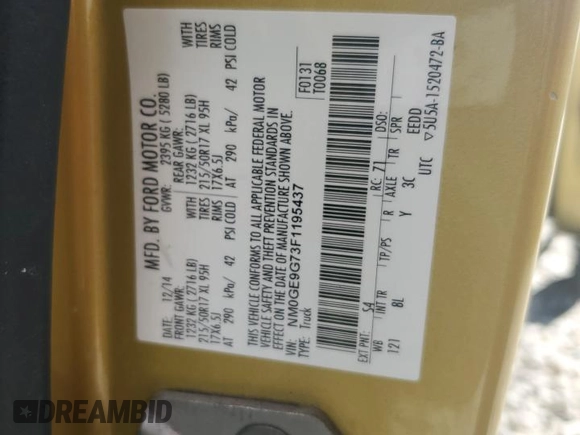 MFD. BY FORD MOTOR CO.
DATE: 12/14 GVWR: 2395 KG ( 5280 LB)
FRONT GAWR: REAR GAWR: WITH
1232 KG ( 2716 LB) 1232 KG ( 2716 LB) TIRES
215/50R17 XL 95H 215/50R17 XL 95H RIMS
17X6.5J 17X6.5J
AT 290 kPa/ 42 PSI COLD AT 290 kPa/ 42 PSI COLD
THIS VEHICLE CONFORMS TO ALL APPLICABLE FEDERAL MOTOR
VEHICLE SAFETY AND THEFT PREVENTION STANDARDS IN
EFFECT ON THE DATE OF MANUFACTURE SHOWN ABOVE.
VIN: NM0GE9G73F1195437
TYPE: Truck
F0131
T0068
EXT PNT: S4 RC: 71 DSO:
WB INT TR TP/PS R AXLE TR SPR
121 8L Y 3C EEDD
UTC ▽5U5A-1520472-BA
DREAMBID